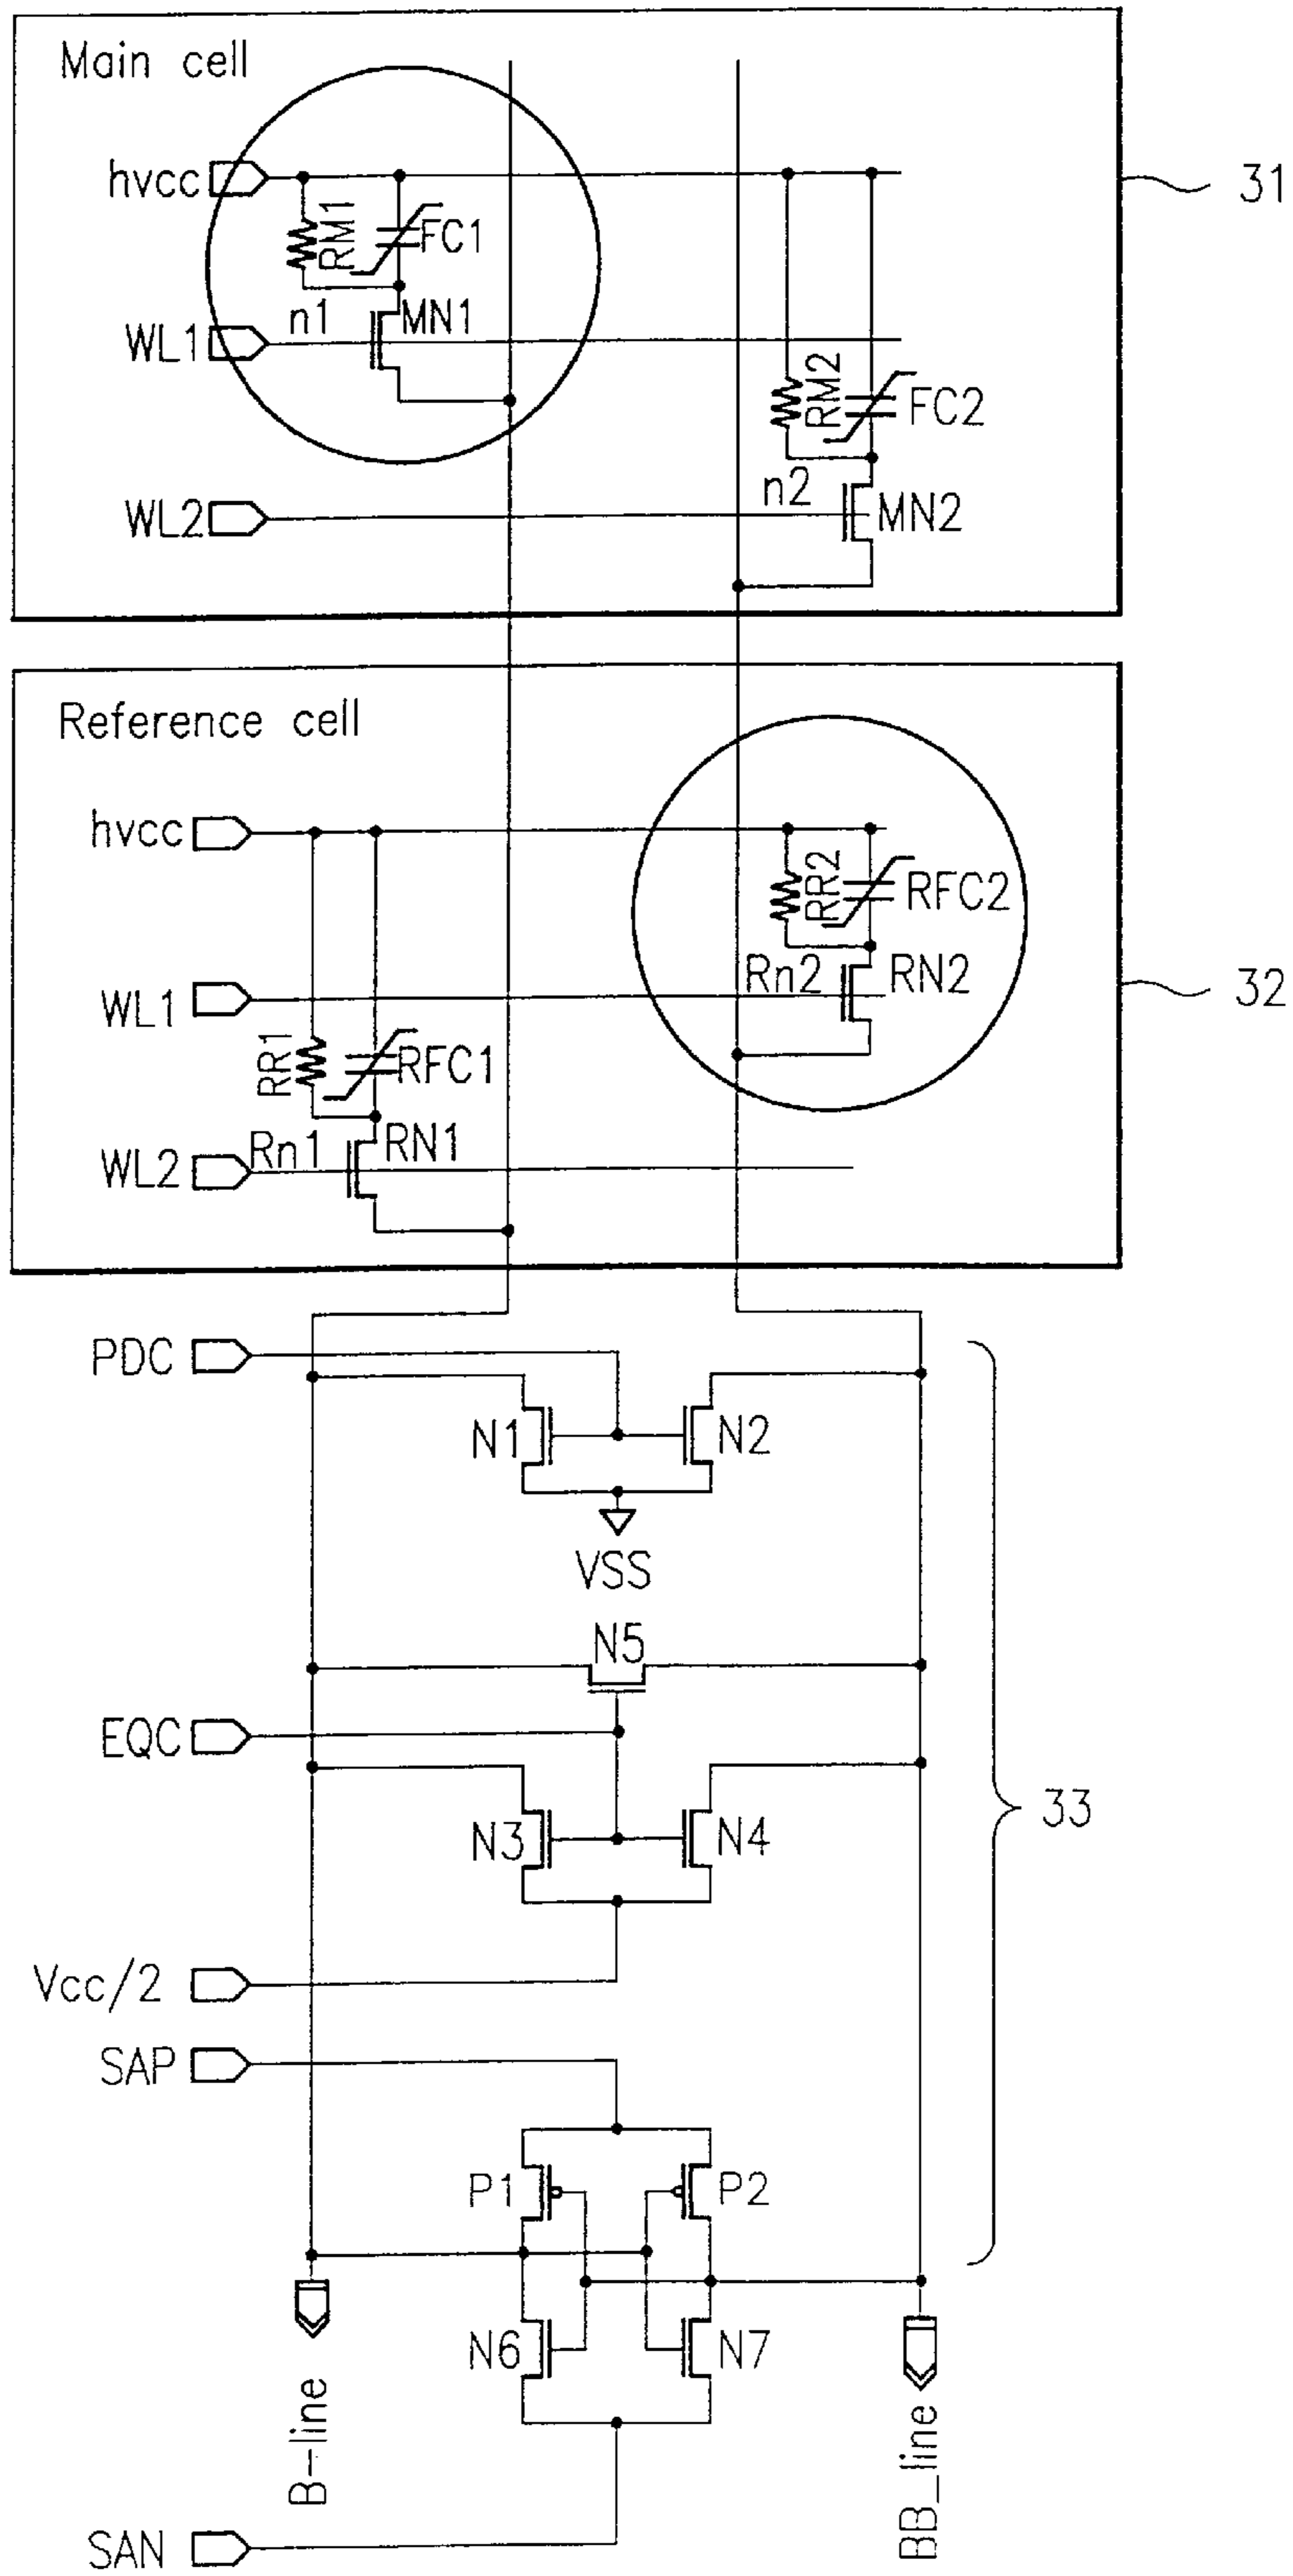 Main cell
hvcc
RM1
FC1
31
n1
MN1
WL1
RM2
FC2
n2
WL2
MN2
Reference cell
hvcc
RR2
RFC2
Rn2
RN2
WL1
32
RR1
RFC1
Rn1
RN1
WL2
PDC
N1
N2
VSS
N5
EQC
N3
N4
33
Vcc/2
SAP
P1
P2
N6
N7
B-line
BB_line
SAN